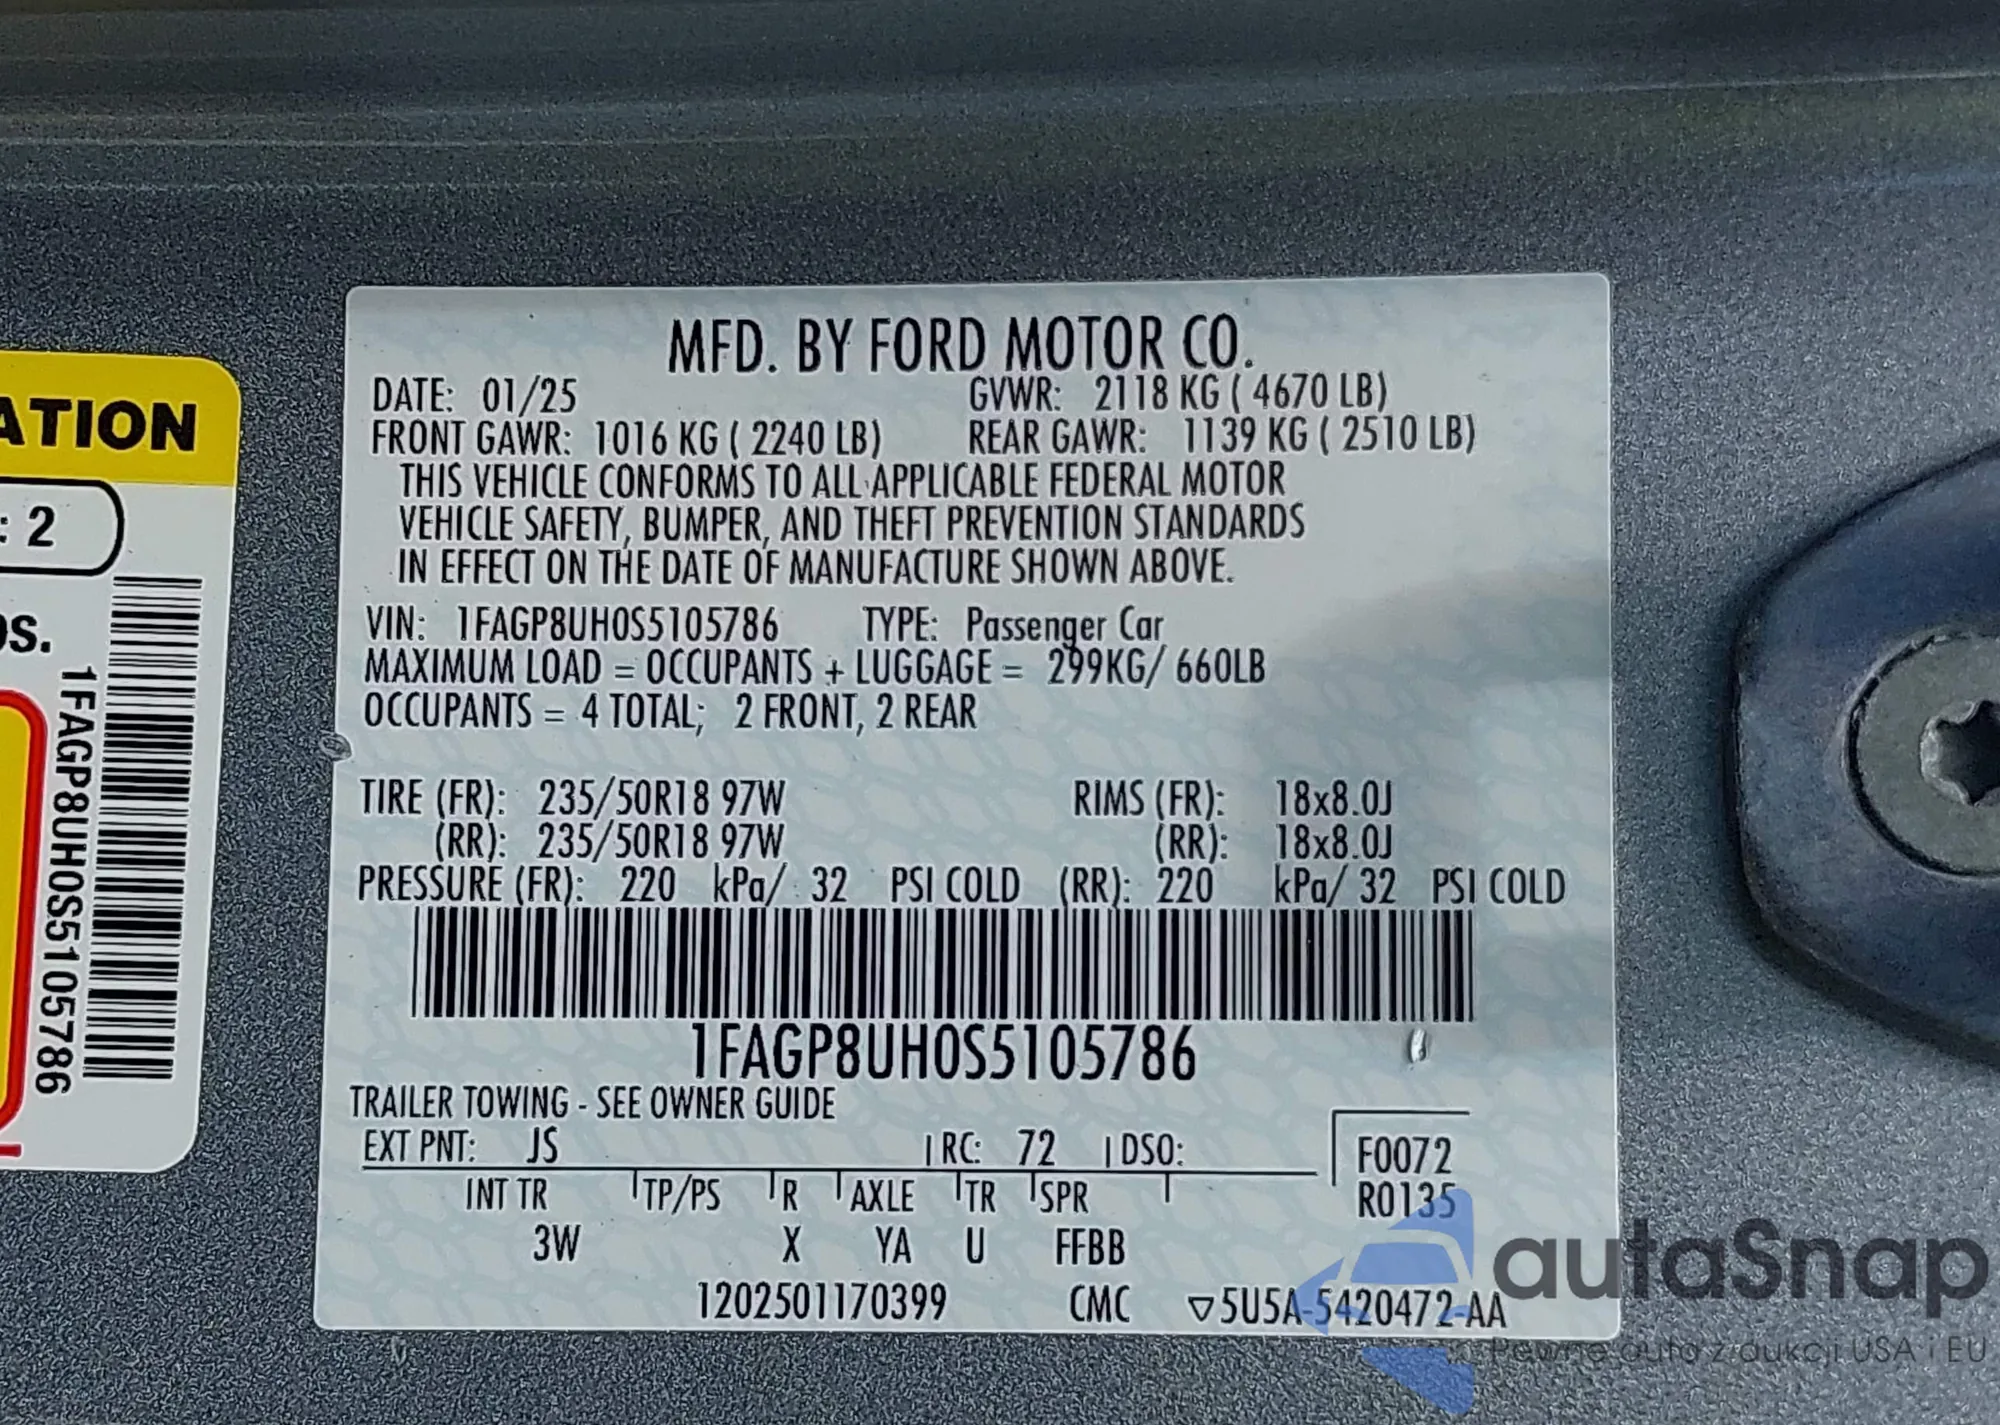 ATION
: 2
OS.
1FAGP8UH0S5105786
MFD. BY FORD MOTOR CO.
DATE: 01/25 GVWR: 2118 KG ( 4670 LB)
FRONT GAWR: 1016 KG ( 2240 LB) REAR GAWR: 1139 KG ( 2510 LB)
THIS VEHICLE CONFORMS TO ALL APPLICABLE FEDERAL MOTOR
VEHICLE SAFETY, BUMPER, AND THEFT PREVENTION STANDARDS
IN EFFECT ON THE DATE OF MANUFACTURE SHOWN ABOVE.
VIN: 1FAGP8UH0S5105786 TYPE: Passenger Car
MAXIMUM LOAD = OCCUPANTS + LUGGAGE = 299KG/ 660LB
OCCUPANTS = 4 TOTAL; 2 FRONT, 2 REAR
TIRE (FR): 235/50R18 97W RIMS (FR): 18x8.0J
(RR): 235/50R18 97W (RR): 18x8.0J
PRESSURE (FR): 220 kPa/ 32 PSI COLD (RR): 220 kPa/ 32 PSI COLD
1FAGP8UH0S5105786
TRAILER TOWING - SEE OWNER GUIDE
EXT PNT: JS RC: 72 DSO: F0072
INT TR TP/PS R AXLE TR SPR R0135
3W X YA U FFBB
1202501170399 CMC ▽5U5A-5420472-AA
autaSnap
Pewne auto z aukcji USA i EU